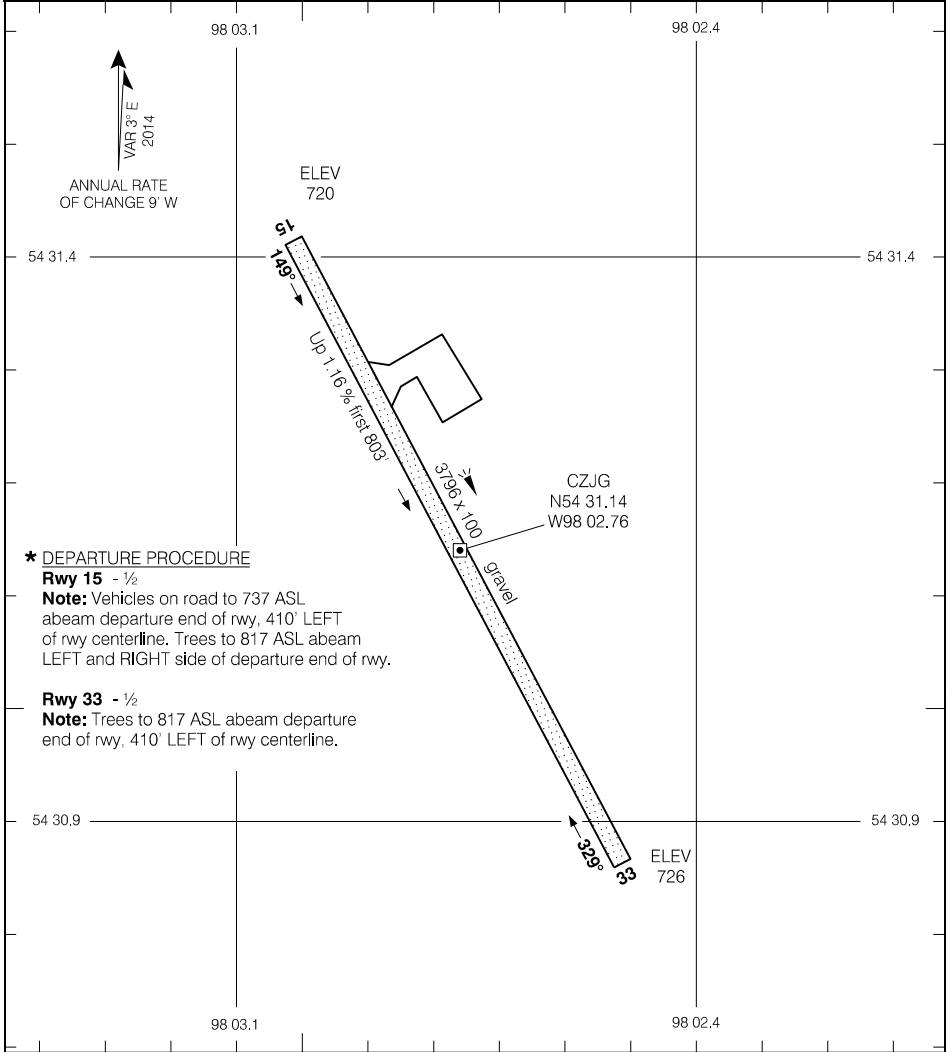 98 03.1
98 02.4
VAR 3° E
2014
ANNUAL RATE
OF CHANGE 9' W
ELEV
720
15
54 31.4
54 31.4
149°
Up 1.16 % first 803'
3796 x 100
gravel
CZJG
N54 31.14
W98 02.76
* DEPARTURE PROCEDURE
Rwy 15 - ½
Note: Vehicles on road to 737 ASL
abeam departure end of rwy, 410' LEFT
of rwy centerline. Trees to 817 ASL abeam
LEFT and RIGHT side of departure end of rwy.
Rwy 33 - ½
Note: Trees to 817 ASL abeam departure
end of rwy, 410' LEFT of rwy centerline.
54 30.9
54 30.9
329°
33
ELEV
726
98 03.1
98 02.4